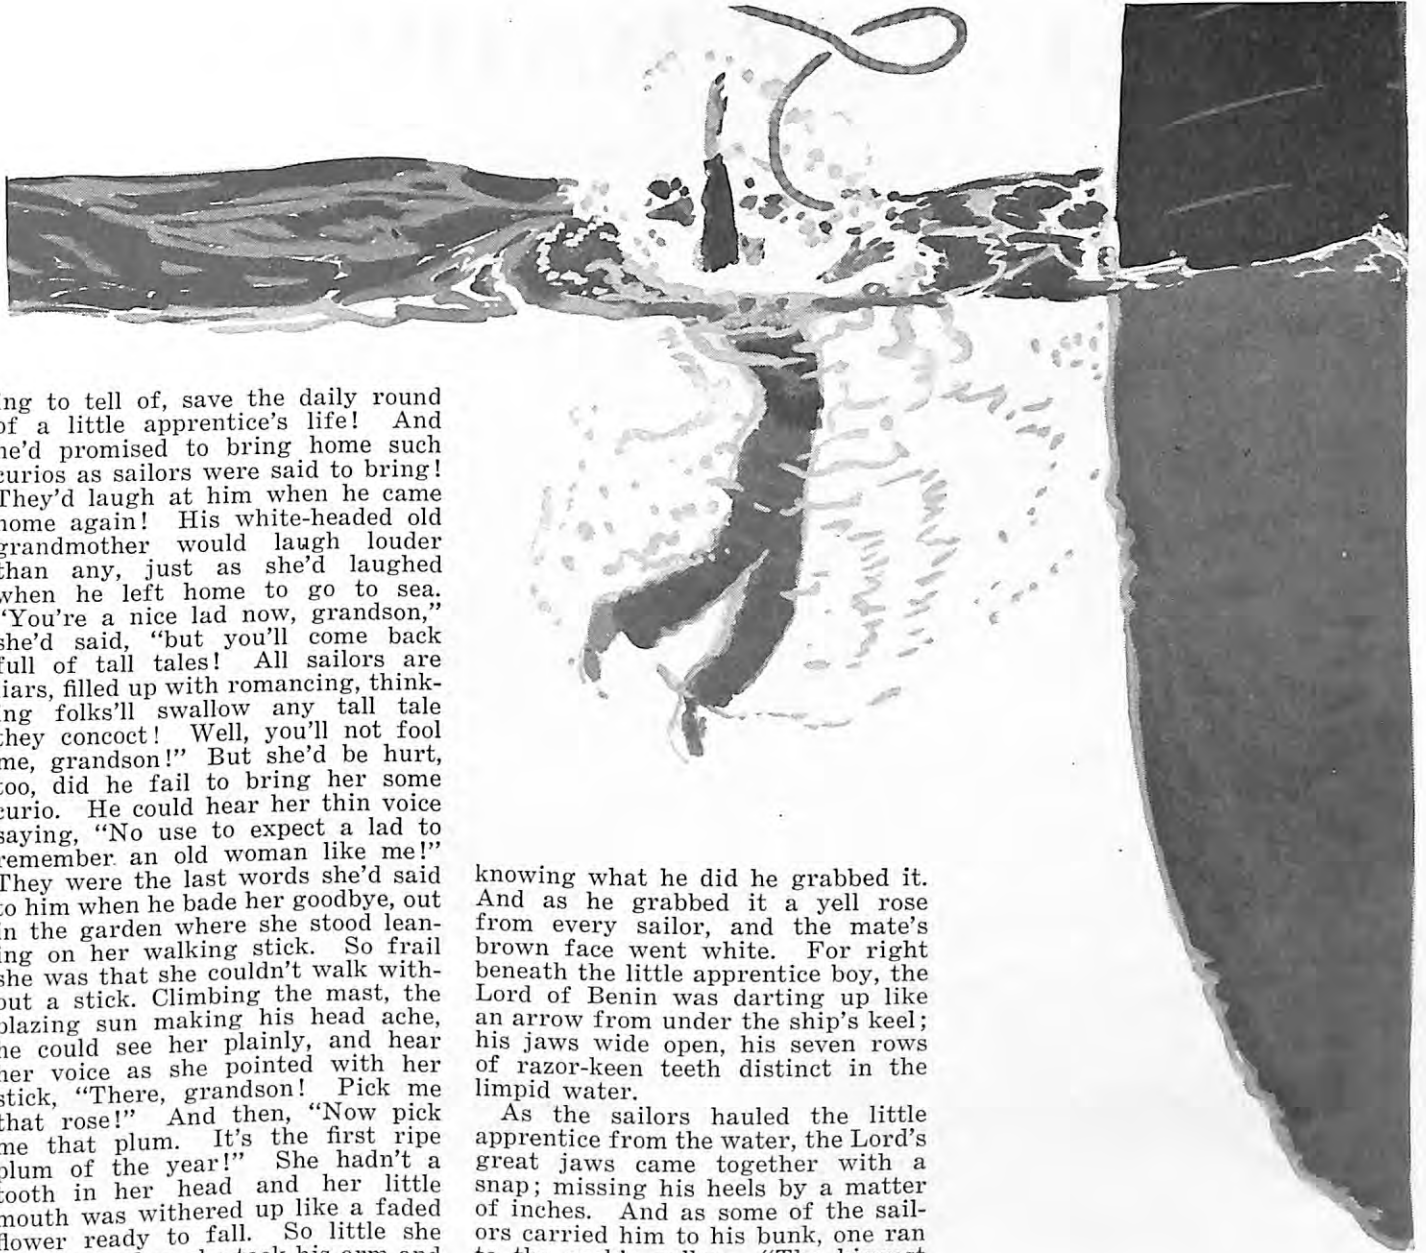 ing to tell of, save the daily round
of a little apprentice's life! And
he'd promised to bring home such
curios as sailors were said to bring!
They'd laugh at him when he came
home again! His white-headed old
grandmother would laugh louder
than any, just as she'd laughed
when he left home to go to sea.
"You're a nice lad now, grandson,"
she'd said, "but you'll come back
full of tall tales! All sailors are
liars, filled up with romancing, think-
ing folks'll swallow any tall tale
they concoct! Well, you'll not fool
me, grandson!" But she'd be hurt,
too, did he fail to bring her some
curio. He could hear her thin voice
saying, "No use to expect a lad to
remember an old woman like me!"
They were the last words she'd said
to him when he bade her goodbye, out
in the garden where she stood lean-
ing on her walking stick. So frail
she was that she couldn't walk with-
out a stick. Climbing the mast, the
blazing sun making his head ache,
he could see her plainly, and hear
her voice as she pointed with her
stick, "There, grandson! Pick me
that rose!" And then, "Now pick
me that plum. It's the first ripe
plum of the year!" She hadn't a
tooth in her head and her little
mouth was withered up like a faded
flower ready to fall. So little she
knowing what he did he grabbed it.
And as he grabbed it a yell rose
from every sailor, and the mate's
brown face went white. For right
beneath the little apprentice boy, the
Lord of Benin was darting up like
an arrow from under the ship's keel;
his jaws wide open, his seven rows
of razor-keen teeth distinct in the
limpid water.
As the sailors hauled the little
apprentice from the water, the Lord's
great jaws came together with a
snap; missing his heels by a matter
of inches. And as some of the sail-
ors carried him to his bunk, one ran